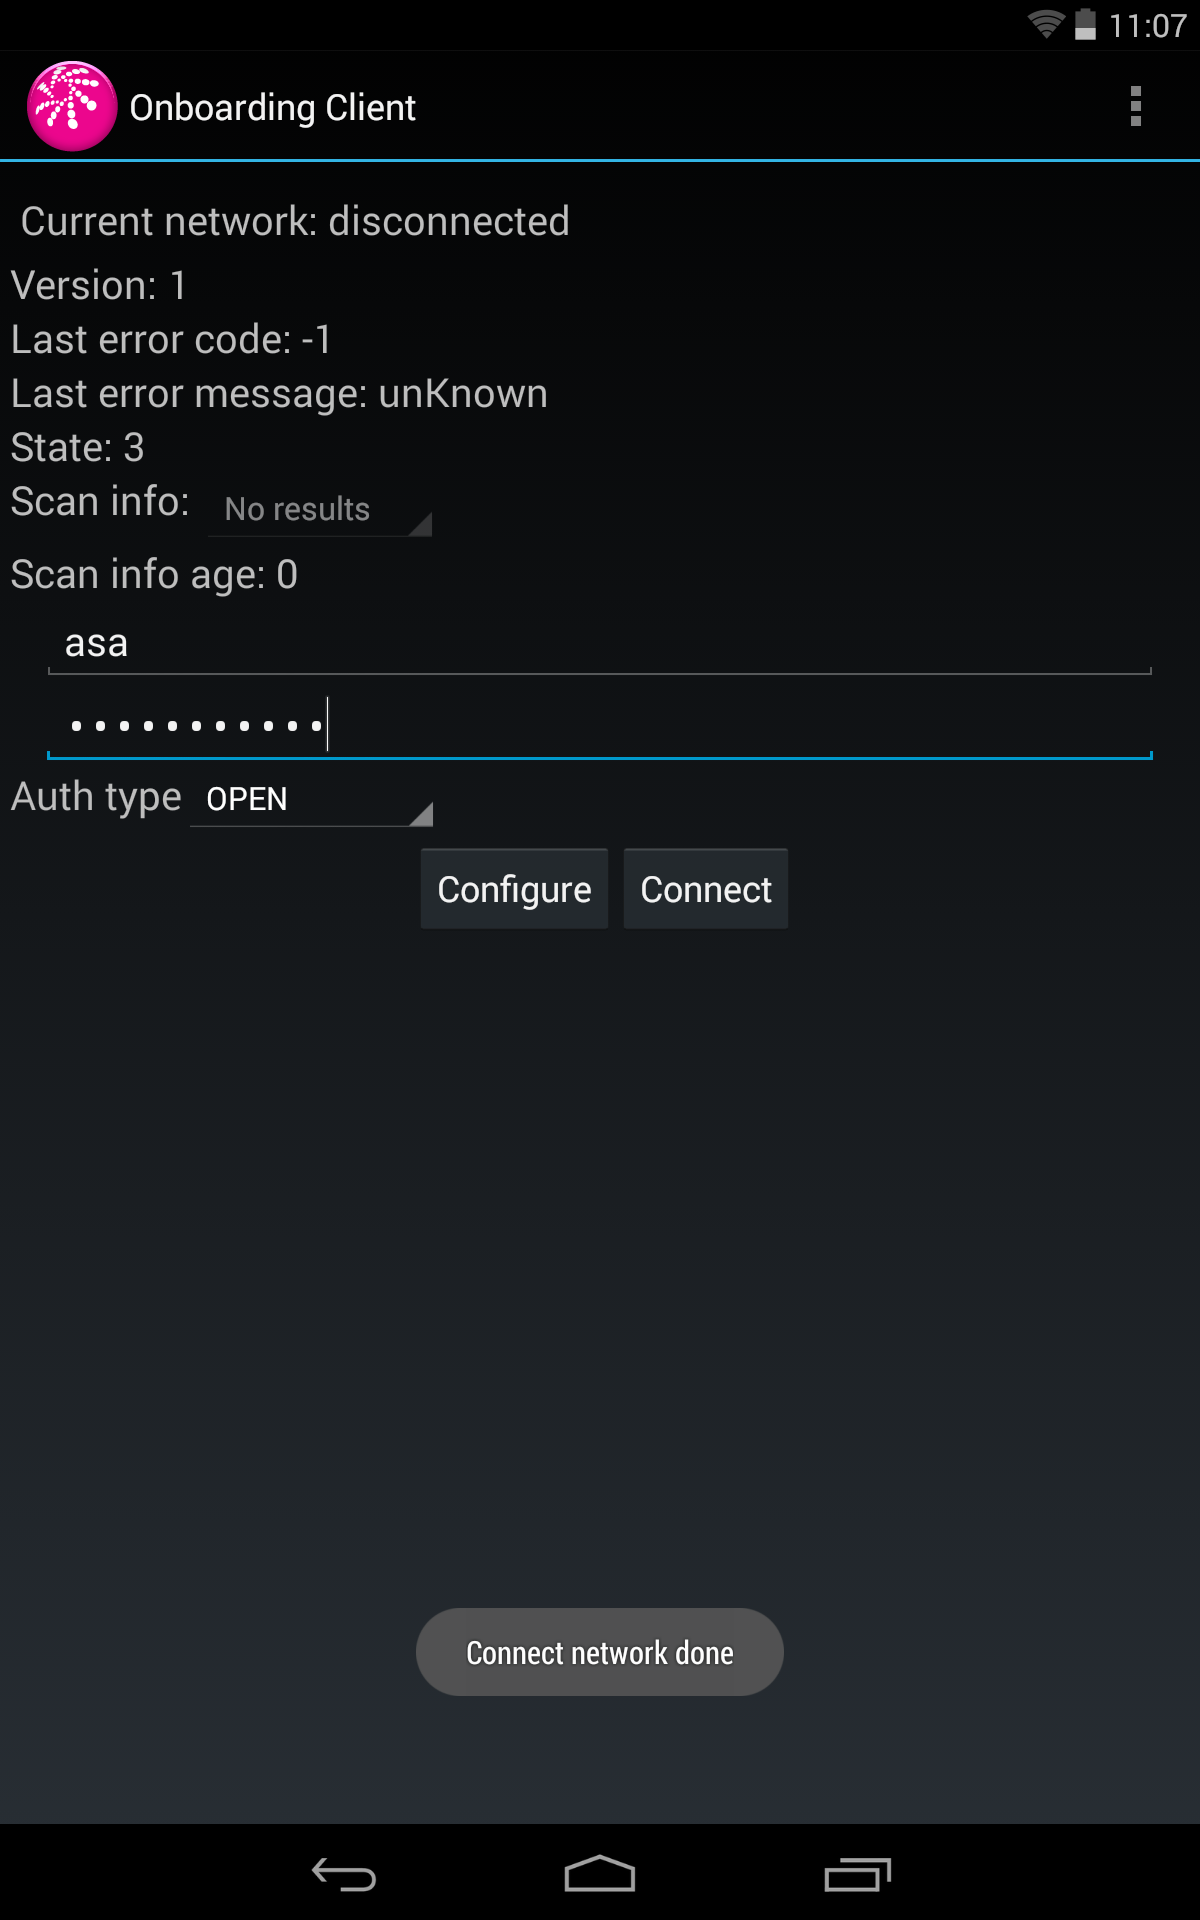 11:07
Onboarding Client
Current network: disconnected
Version: 1
Last error code: -1
Last error message: unKnown
State: 3
Scan info: No results
Scan info age: 0
asa
•••••••••••
Auth type OPEN
Configure Connect
Connect network done